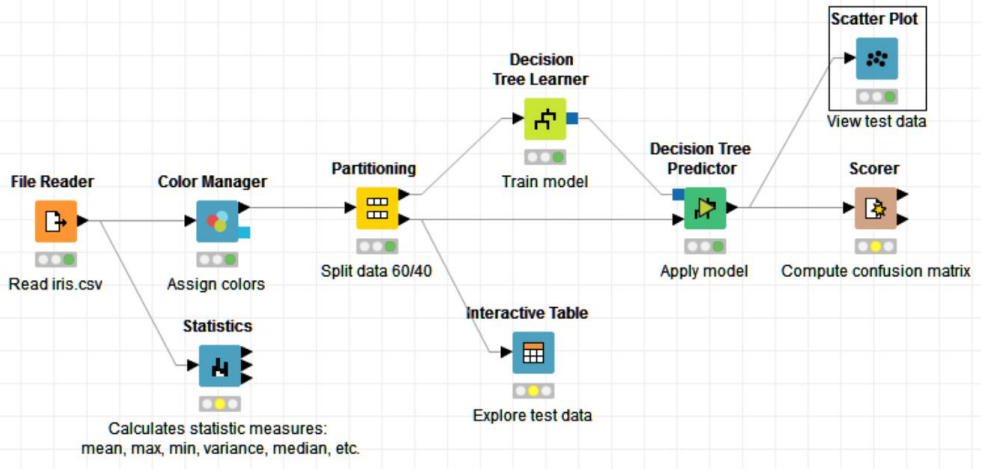 Scatter Plot
View test data
Decision
Tree Learner
Train model
Decision Tree
Predictor
Apply model
Scorer
Compute confusion matrix
Partitioning
Split data 60/40
File Reader
Read iris.csv
Color Manager
Assign colors
Interactive Table
Explore test data
Statistics
Calculates statistic measures:
mean, max, min, variance, median, etc.